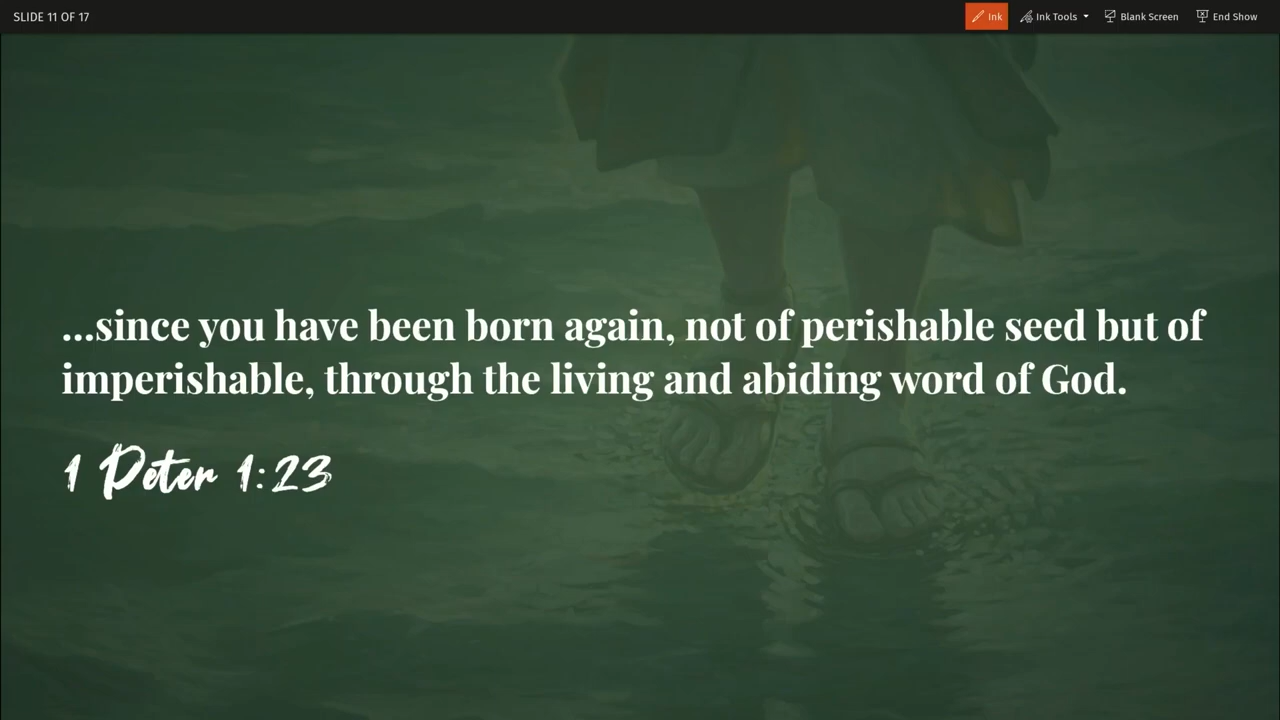 SLIDE 11 OF 17
Ink
Ink Tools
Blank Screen
End Show
...since you have been born again, not of perishable seed but of
imperishable, through the living and abiding word of God.
1 Peter 1:23